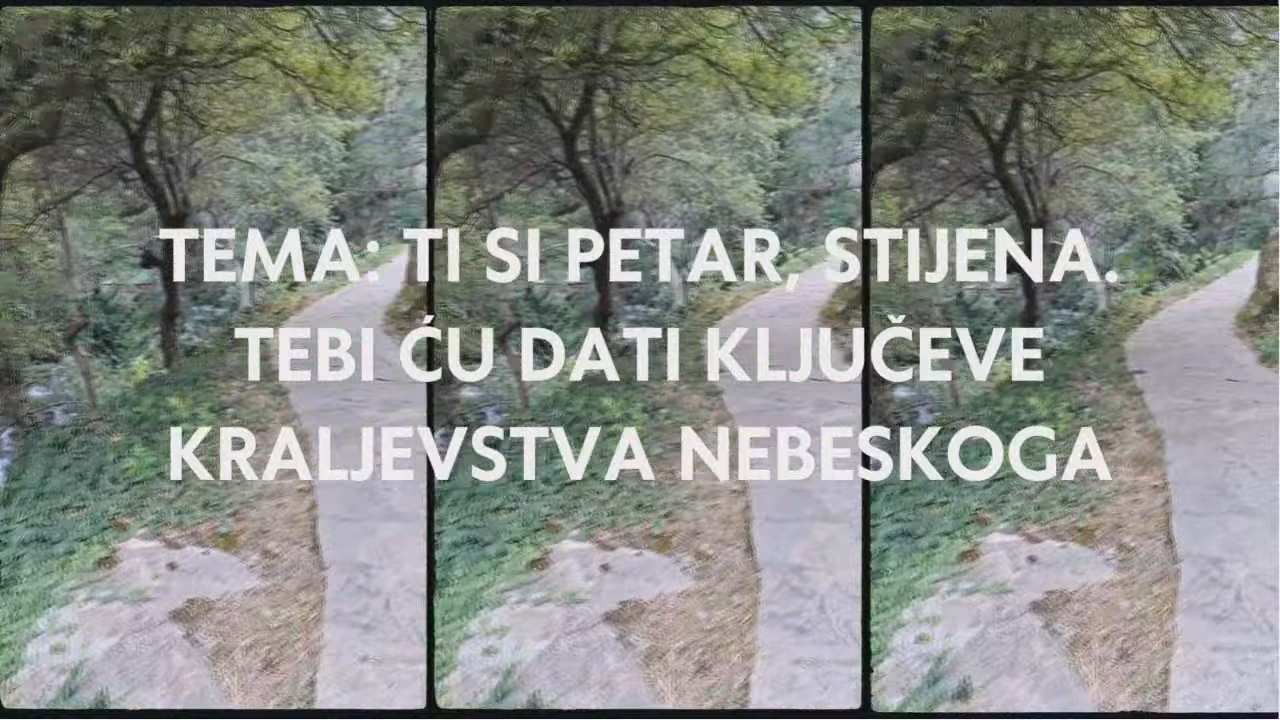 TEMA: TI SI PETAR, STIJENA.
TEBI ĆU DATI KLJUČEVE
KRALJEVSTVA NEBESKOGA